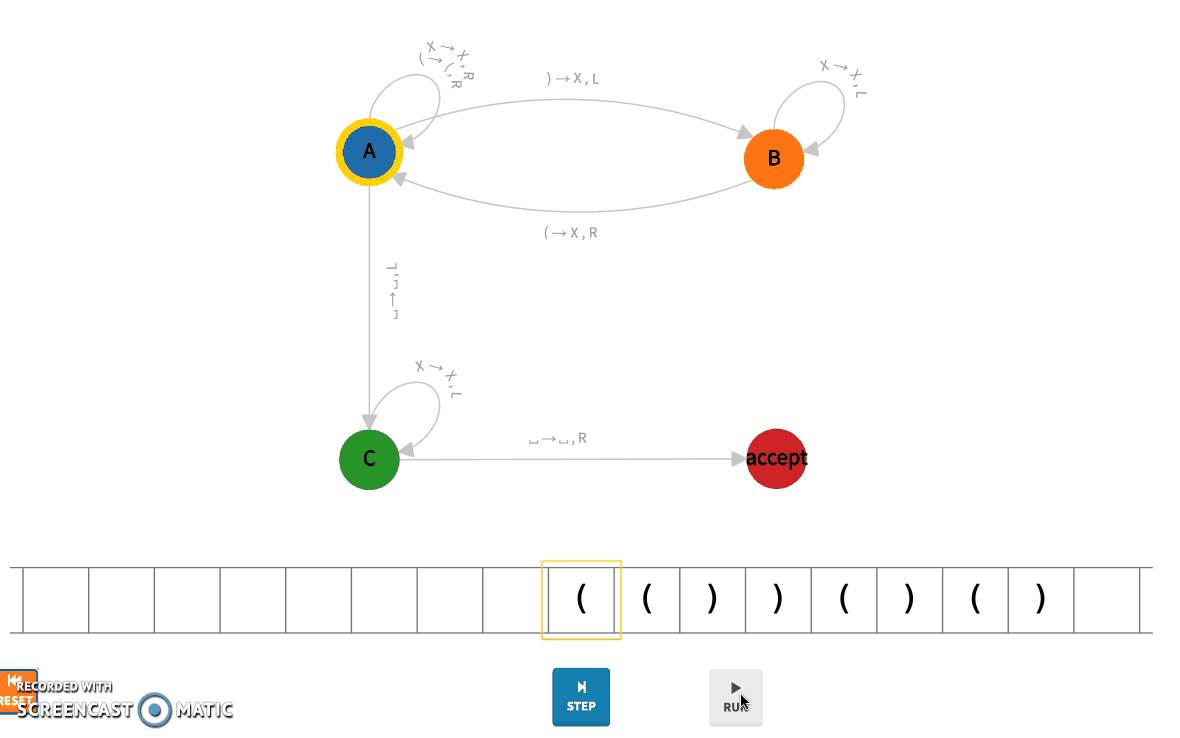 X→X,R
(→(,R
)→X,L
X→X,L
A
B
(→X,R
␣→␣,L
X→X,L
␣→␣,R
C
accept
( ( ) ) ( ) ( )
RESET
STEP
RUN
RECORDED WITH
SCREENCAST MATIC